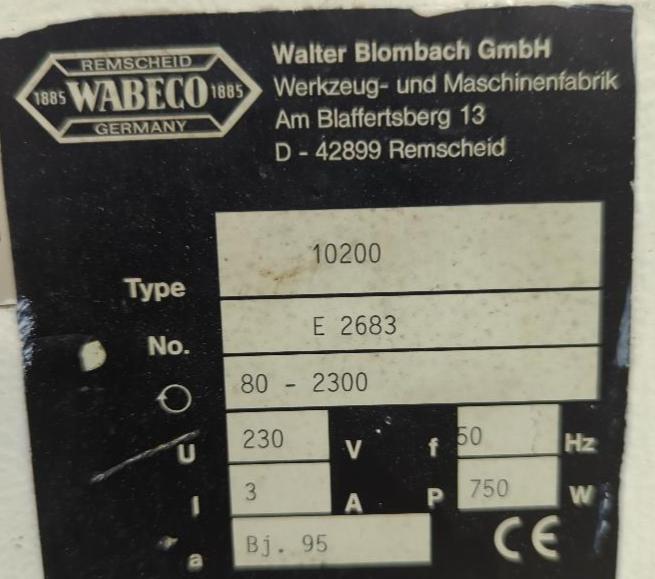 REMSCHEID
1885 WABECO 1885
GERMANY
Walter Blombach GmbH
Werkzeug- und Maschinenfabrik
Am Blaffertsberg 13
D - 42899 Remscheid
Type 10200
No. E 2683
80 - 2300
U 230 V f 50 Hz
I 3 A P 750 W
a Bj. 95 CE